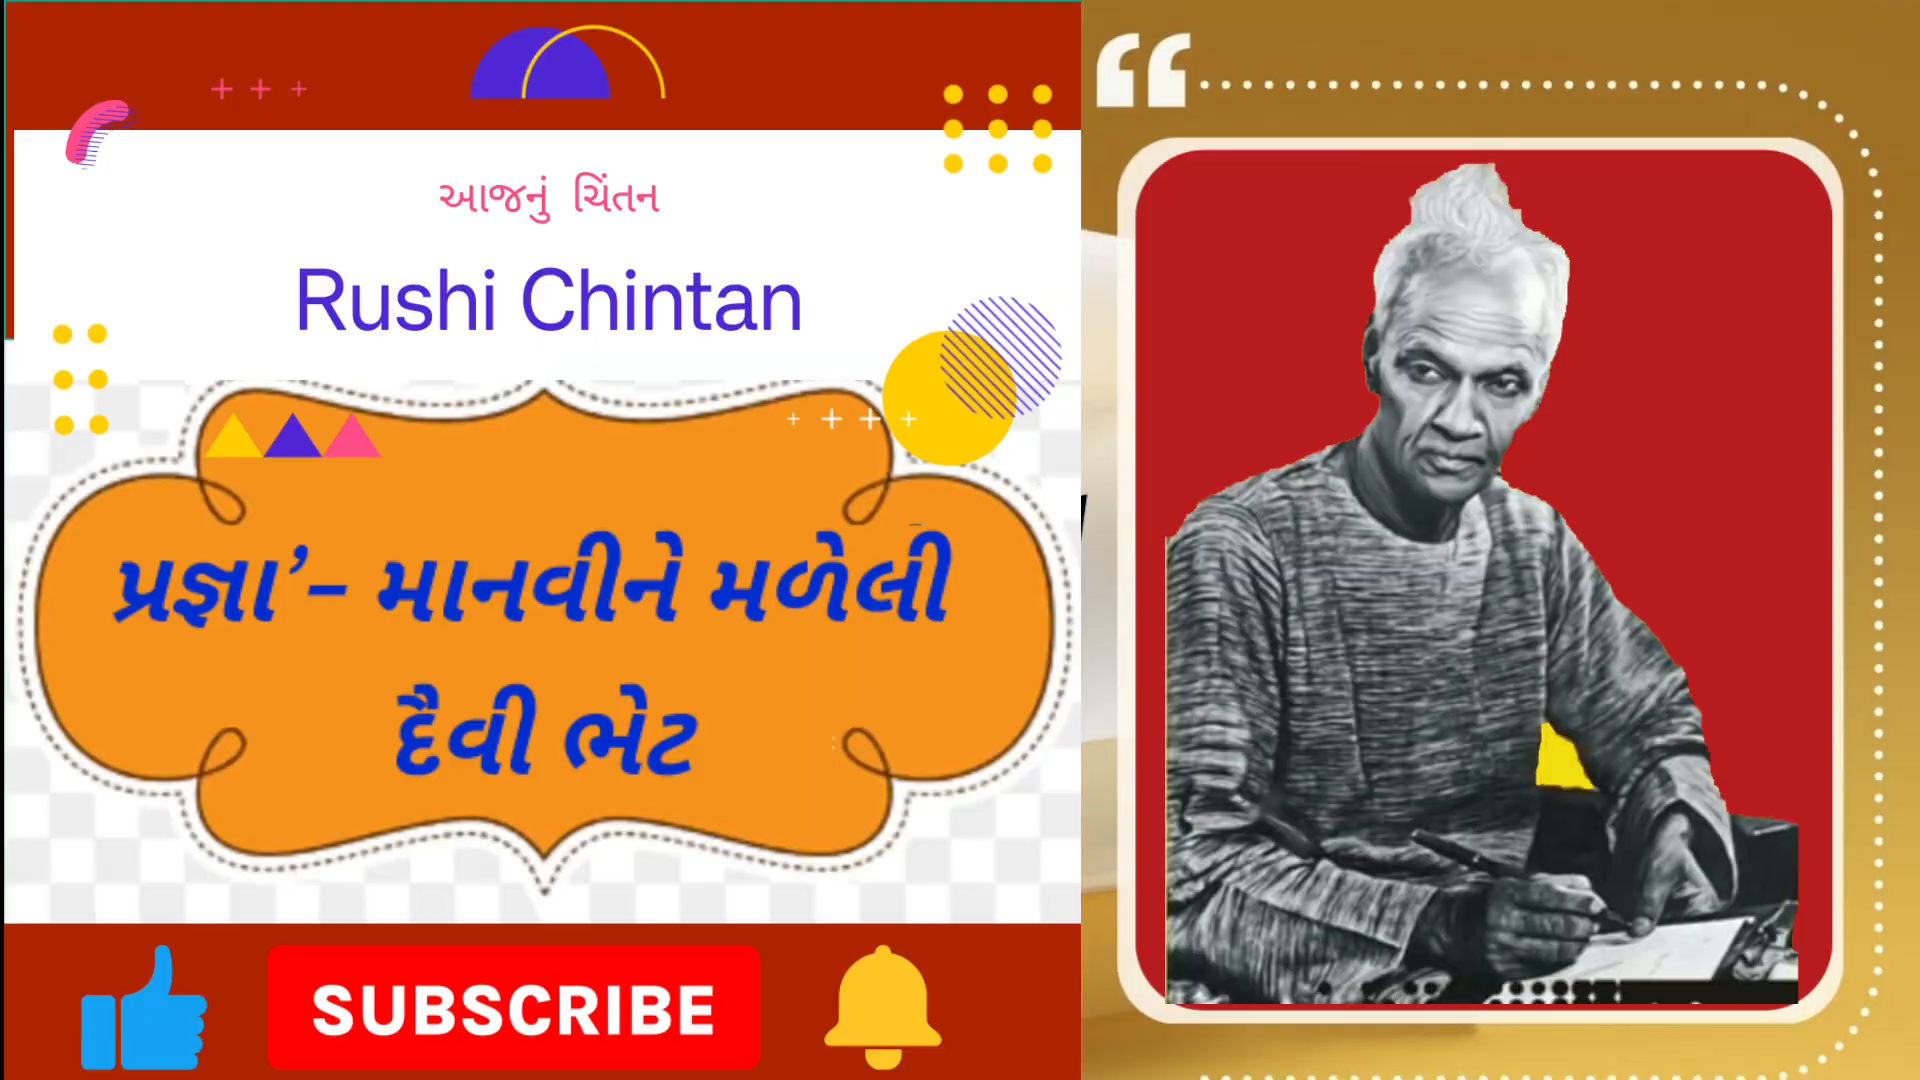 આજનું ચિંતન
Rushi Chintan
પ્રજ્ઞા’- માનવીને મળેલી
દૈવી ભેટ
SUBSCRIBE